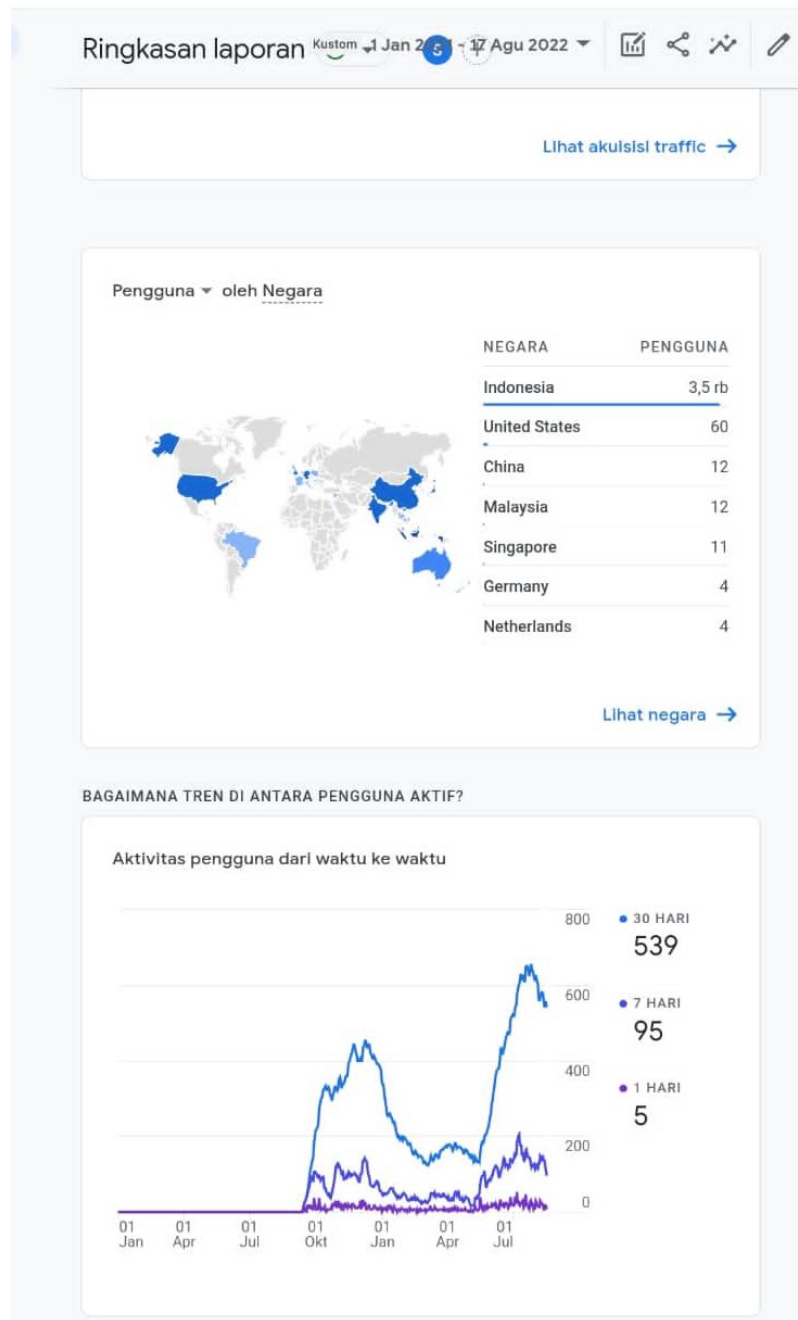 Ringkasan laporan Kustom 1 Jan - 17 Agu 2022
Lihat akuisisi traffic →
Pengguna oleh Negara
NEGARA PENGGUNA
Indonesia 3,5 rb
United States 60
China 12
Malaysia 12
Singapore 11
Germany 4
Netherlands 4
Lihat negara →
BAGAIMANA TREN DI ANTARA PENGGUNA AKTIF?
Aktivitas pengguna dari waktu ke waktu
800
600
400
200
0
30 HARI
539
7 HARI
95
1 HARI
5
01 01 01 01 01 01 01
Jan Apr Jul Okt Jan Apr Jul